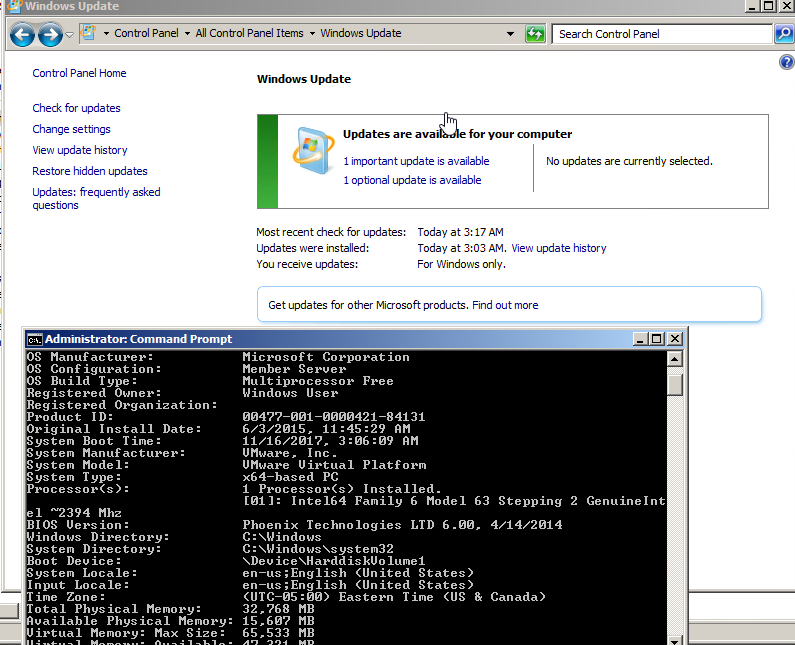 Windows Update
Control Panel
All Control Panel Items
Windows Update
Search Control Panel
Control Panel Home
Windows Update
Check for updates
Change settings
View update history
Restore hidden updates
Updates: frequently asked
questions
Updates are available for your computer
1 important update is available
1 optional update is available
No updates are currently selected.
Most recent check for updates: Today at 3:17 AM
Updates were installed: Today at 3:03 AM. View update history
You receive updates: For Windows only.
Get updates for other Microsoft products. Find out more
Administrator: Command Prompt
OS Manufacturer: Microsoft Corporation
OS Configuration: Member Server
OS Build Type: Multiprocessor Free
Registered Owner: Windows User
Registered Organization:
Product ID: 00477-001-0000421-84131
Original Install Date: 6/3/2015, 11:45:29 AM
System Boot Time: 11/16/2017, 3:06:09 AM
System Manufacturer: VMware, Inc.
System Model: VMware Virtual Platform
System Type: x64-based PC
Processor(s): 1 Processor(s) Installed.
[01]: Intel64 Family 6 Model 63 Stepping 2 GenuineInt
el ~2394 Mhz
BIOS Version: Phoenix Technologies LTD 6.00, 4/14/2014
Windows Directory: C:\Windows
System Directory: C:\Windows\system32
Boot Device: \Device\HarddiskVolume1
System Locale: en-us;English (United States)
Input Locale: en-us;English (United States)
Time Zone: (UTC-05:00) Eastern Time (US & Canada)
Total Physical Memory: 32,768 MB
Available Physical Memory: 15,607 MB
Virtual Memory: Max Size: 65,533 MB
Virtual Memory: Available: 47,321 MB